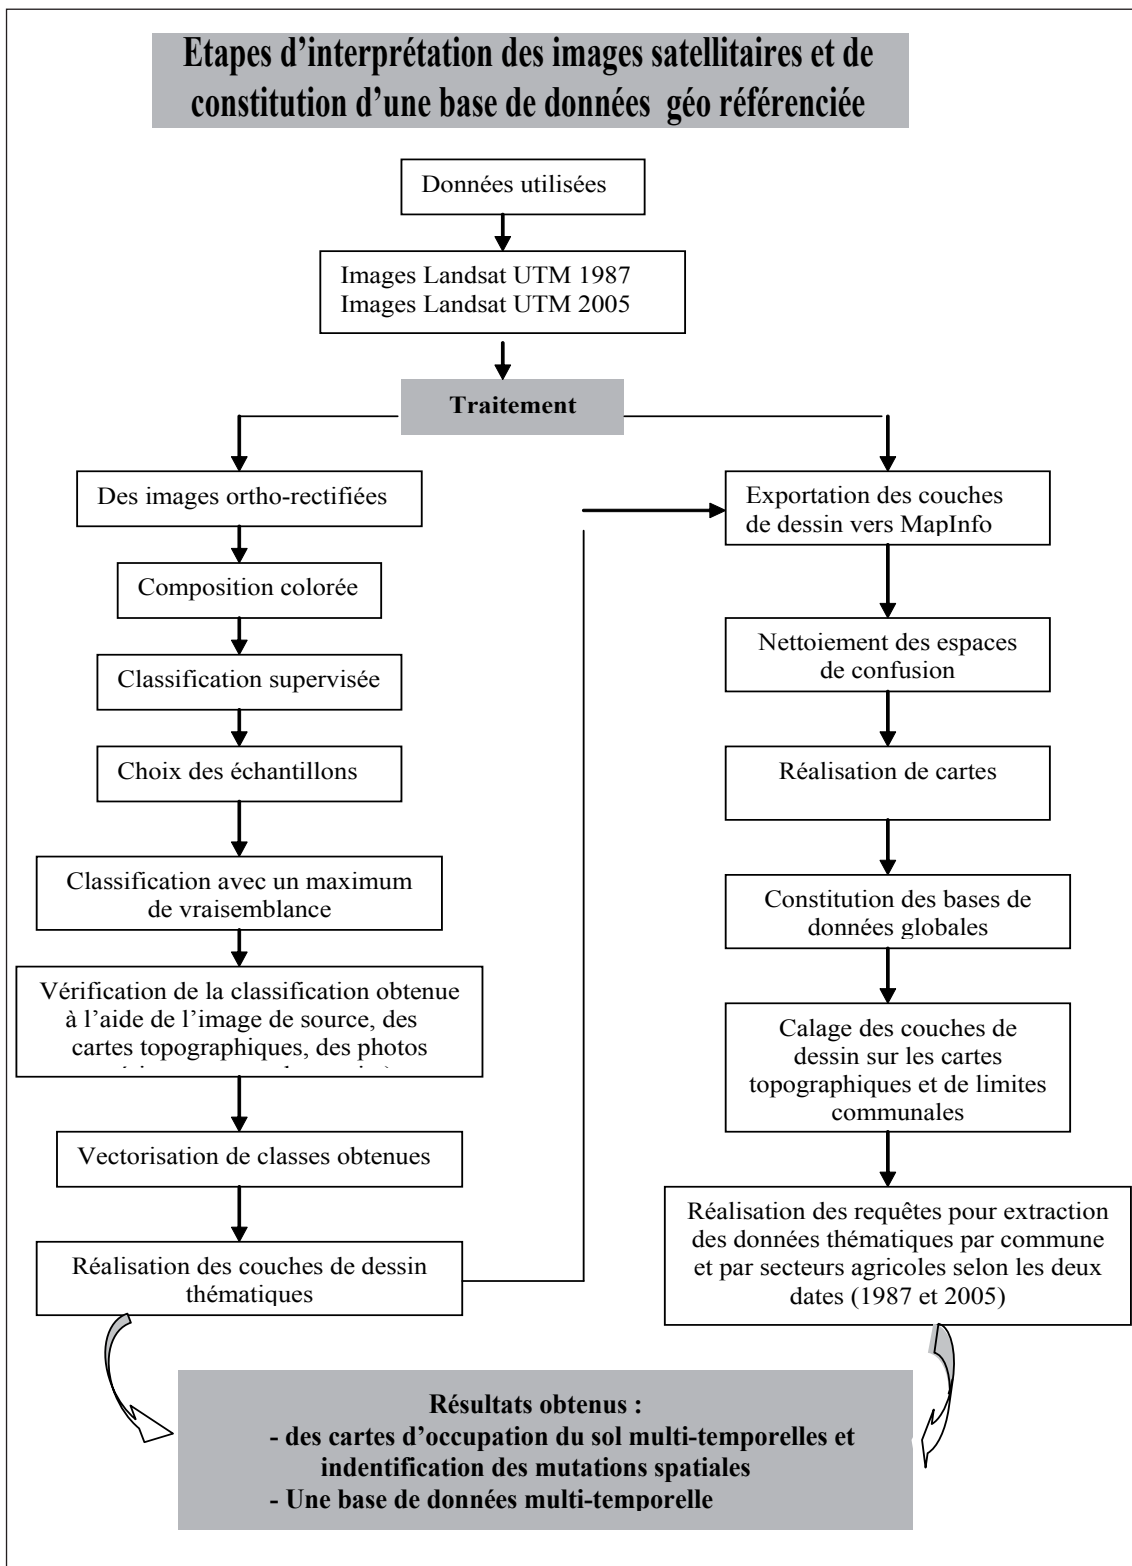 Etapes d'interprétation des images satellitaires et de
constitution d'une base de données géo référenciée
Données utilisées
Images Landsat UTM 1987
Images Landsat UTM 2005
Traitement
Des images ortho-rectifiées
Composition colorée
Classification supervisée
Choix des échantillons
Classification avec un maximum
de vraisemblance
Vérification de la classification obtenue
à l'aide de l'image de source, des
cartes topographiques, des photos
Vectorisation de classes obtenues
Réalisation des couches de dessin
thématiques
Exportation des couches
de dessin vers MapInfo
Nettoiement des espaces
de confusion
Réalisation de cartes
Constitution des bases de
données globales
Calage des couches de
dessin sur les cartes
topographiques et de limites
communales
Réalisation des requêtes pour extraction
des données thématiques par commune
et par secteurs agricoles selon les deux
dates (1987 et 2005)
Résultats obtenus :
- des cartes d'occupation du sol multi-temporelles et
indentification des mutations spatiales
- Une base de données multi-temporelle